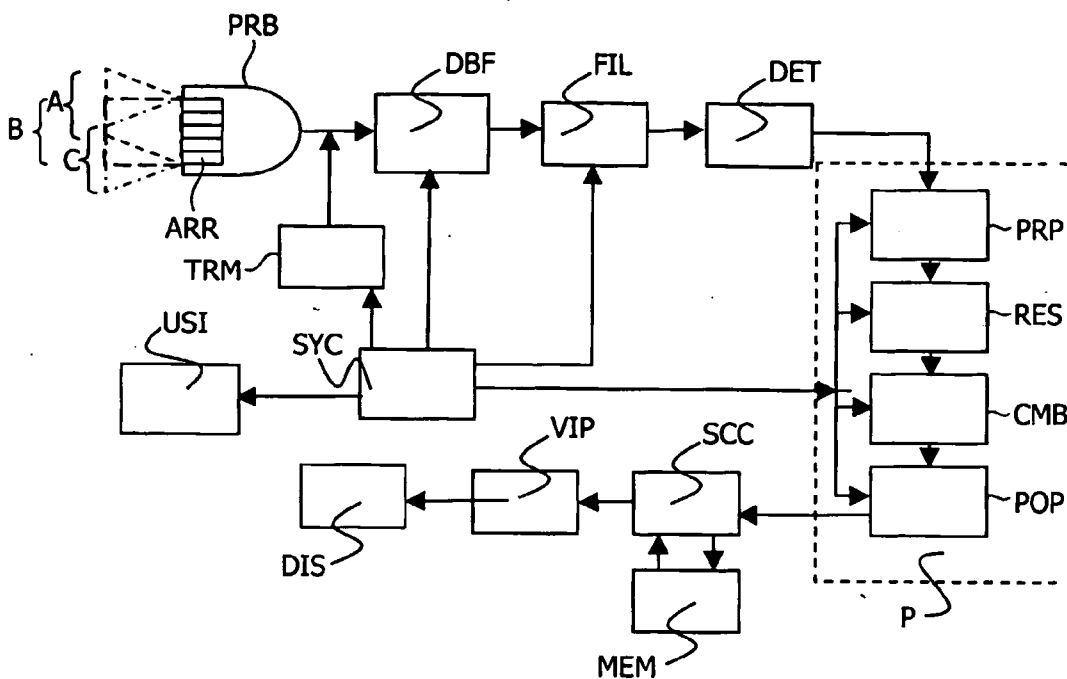 PRB
DBF
FIL
DET
A
B
C
ARR
TRM
PRP
USI
SYC
RES
CMB
VIP
SCC
POP
DIS
MEM
P